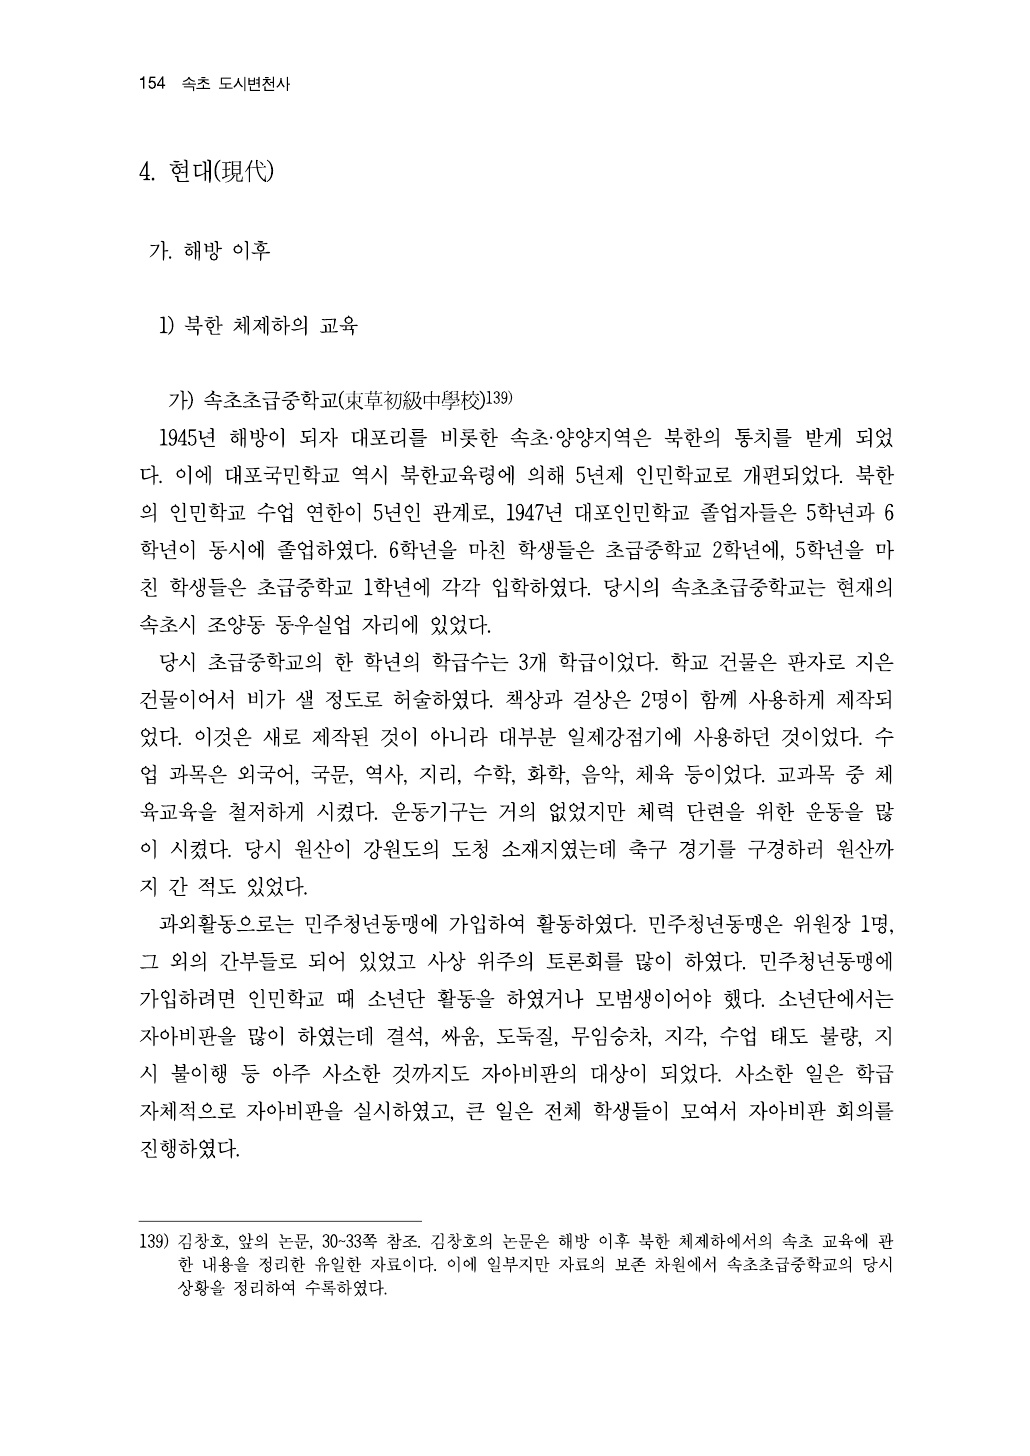 154 속초 도시변천사
4. 현대(現代)
가. 해방 이후
1) 북한 체제하의 교육
가) 속초초급중학교(束草初級中學校)139)
1945년 해방이 되자 대포리를 비롯한 속초·양양지역은 북한의 통치를 받게 되었
다. 이에 대포국민학교 역시 북한교육령에 의해 5년제 인민학교로 개편되었다. 북한
의 인민학교 수업 연한이 5년인 관계로, 1947년 대포인민학교 졸업자들은 5학년과 6
학년이 동시에 졸업하였다. 6학년을 마친 학생들은 초급중학교 2학년에, 5학년을 마
친 학생들은 초급중학교 1학년에 각각 입학하였다. 당시의 속초초급중학교는 현재의
속초시 조양동 동우실업 자리에 있었다.
당시 초급중학교의 한 학년의 학급수는 3개 학급이었다. 학교 건물은 판자로 지은
건물이어서 비가 샐 정도로 허술하였다. 책상과 걸상은 2명이 함께 사용하게 제작되
었다. 이것은 새로 제작된 것이 아니라 대부분 일제강점기에 사용하던 것이었다. 수
업 과목은 외국어, 국문, 역사, 지리, 수학, 화학, 음악, 체육 등이었다. 교과목 중 체
육교육을 철저하게 시켰다. 운동기구는 거의 없었지만 체력 단련을 위한 운동을 많
이 시켰다. 당시 원산이 강원도의 도청 소재지였는데 축구 경기를 구경하러 원산까
지 간 적도 있었다.
과외활동으로는 민주청년동맹에 가입하여 활동하였다. 민주청년동맹은 위원장 1명,
그 외의 간부들로 되어 있었고 사상 위주의 토론회를 많이 하였다. 민주청년동맹에
가입하려면 인민학교 때 소년단 활동을 하였거나 모범생이어야 했다. 소년단에서는
자아비판을 많이 하였는데 결석, 싸움, 도둑질, 무임승차, 지각, 수업 태도 불량, 지
시 불이행 등 아주 사소한 것까지도 자아비판의 대상이 되었다. 사소한 일은 학급
자체적으로 자아비판을 실시하였고, 큰 일은 전체 학생들이 모여서 자아비판 회의를
진행하였다.
139) 김창호, 앞의 논문, 30~33쪽 참조. 김창호의 논문은 해방 이후 북한 체제하에서의 속초 교육에 관
한 내용을 정리한 유일한 자료이다. 이에 일부지만 자료의 보존 차원에서 속초초급중학교의 당시
상황을 정리하여 수록하였다.